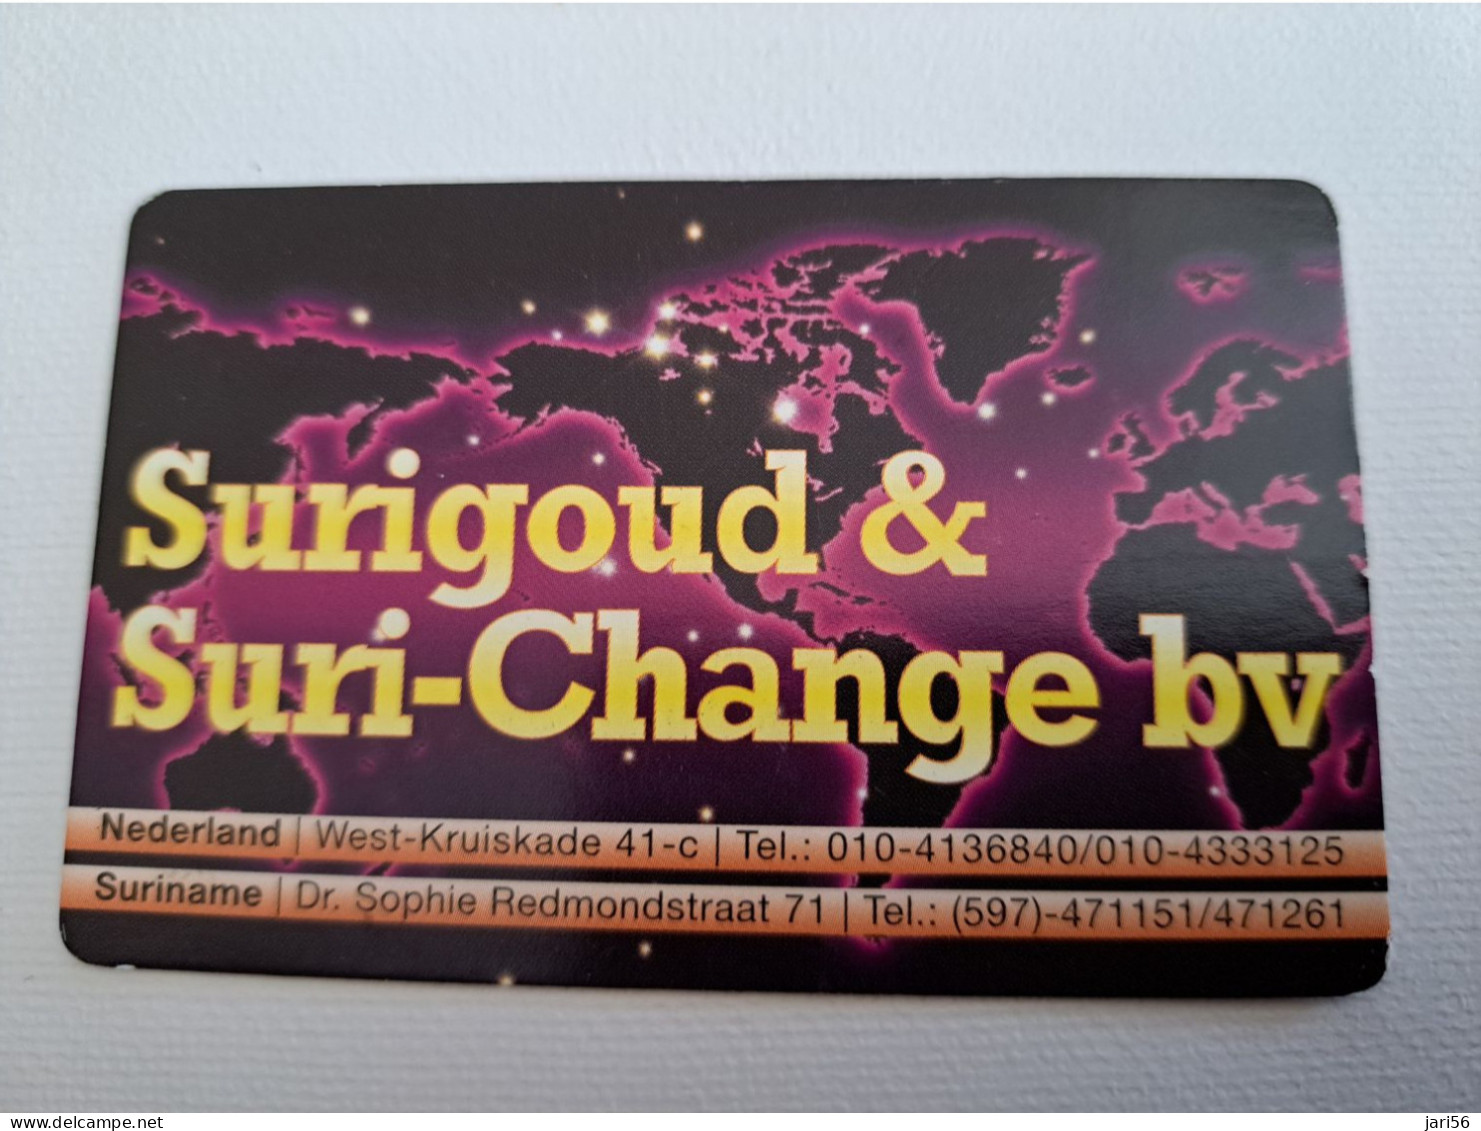 Surigoud &
Suri-Change bv
Nederland | West-Kruiskade 41-c | Tel.: 010-4136840/010-4333125
Suriname | Dr. Sophie Redmondstraat 71 | Tel.: (597)-471151/471261
delcampe.net
jari56